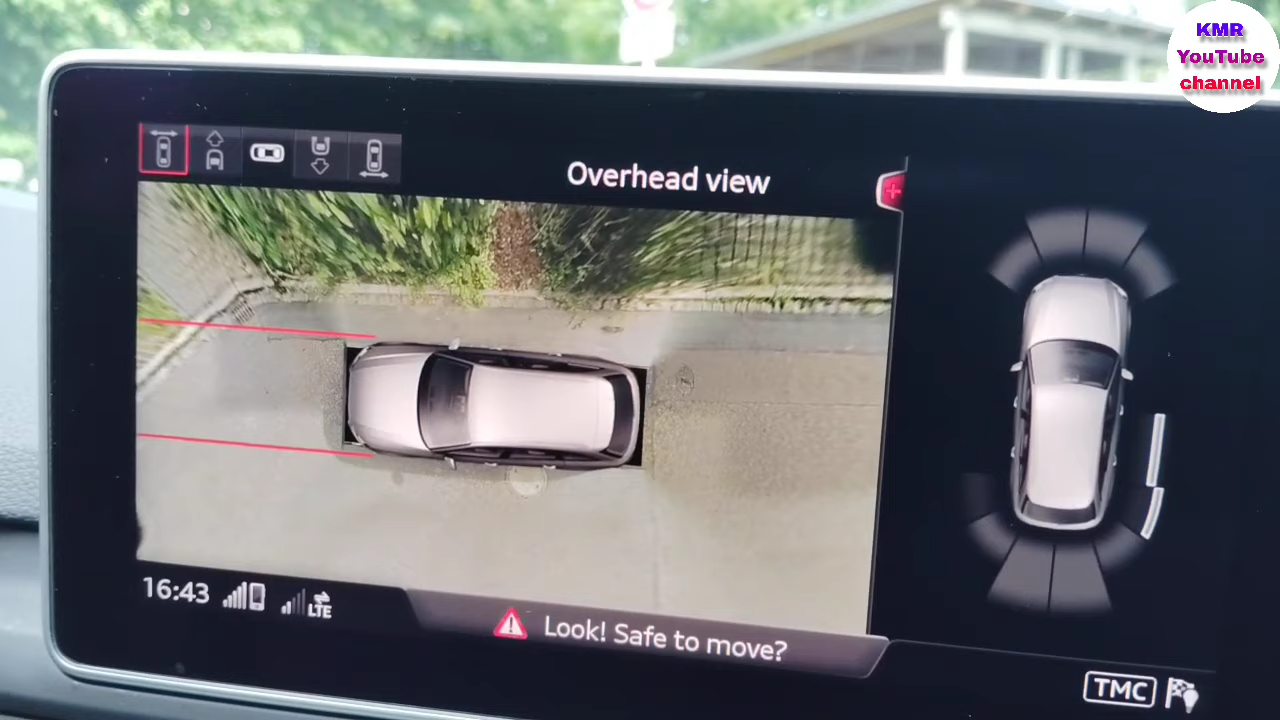 KMR
YouTube
channel
Overhead view
16:43
LTE
Look! Safe to move?
TMC